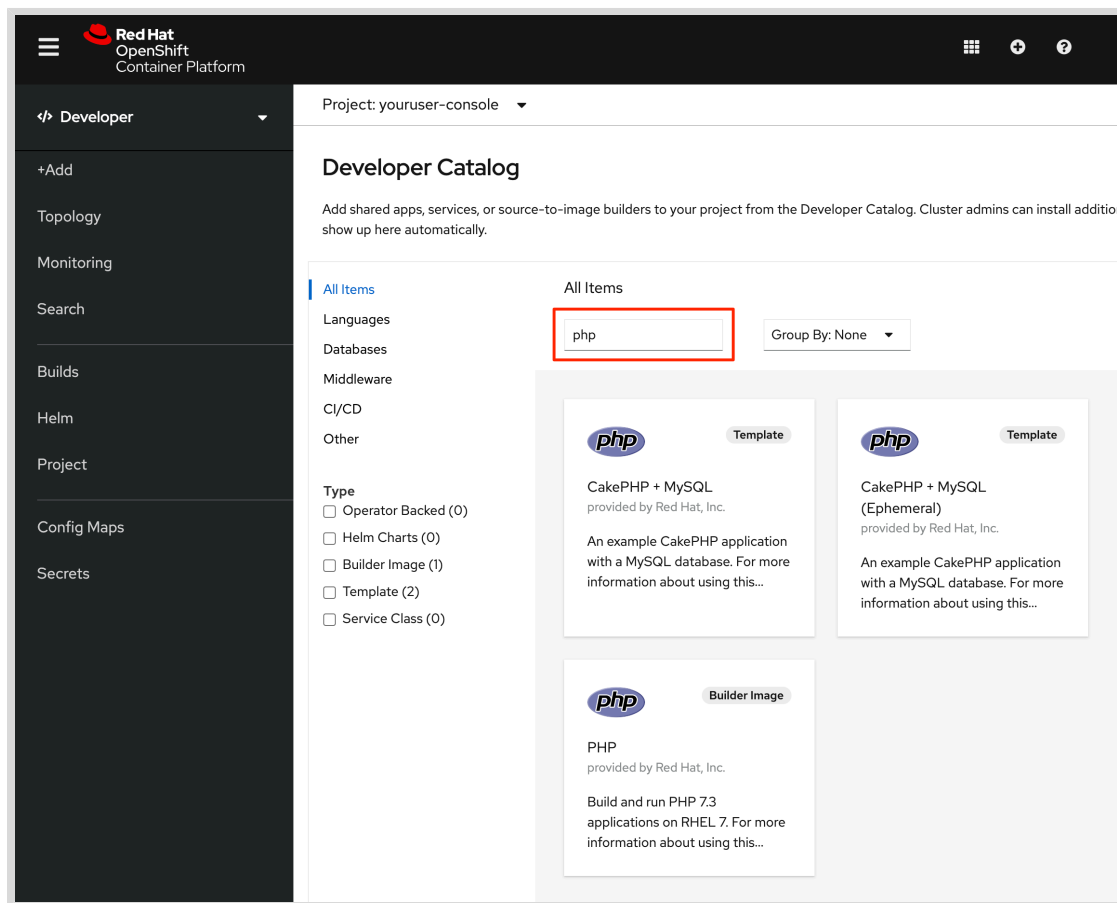 Red Hat
OpenShift
Container Platform
</> Developer
+Add
Topology
Monitoring
Search
Builds
Helm
Project
Config Maps
Secrets
Project: youruser-console
Developer Catalog
Add shared apps, services, or source-to-image builders to your project from the Developer Catalog. Cluster admins can install additio
show up here automatically.
All Items
Languages
Databases
Middleware
CI/CD
Other
Type
Operator Backed (0)
Helm Charts (0)
Builder Image (1)
Template (2)
Service Class (0)
All Items
php
Group By: None
php
Template
CakePHP + MySQL
provided by Red Hat, Inc.
An example CakePHP application
with a MySQL database. For more
information about using this...
php
Template
CakePHP + MySQL
(Ephemeral)
provided by Red Hat, Inc.
An example CakePHP application
with a MySQL database. For more
information about using this...
php
Builder Image
PHP
provided by Red Hat, Inc.
Build and run PHP 7.3
applications on RHEL 7. For more
information about using this...